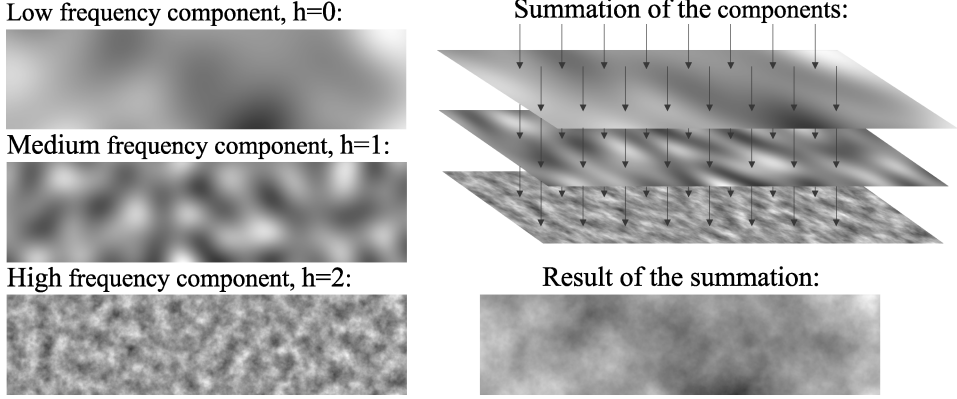 Low frequency component, h=0:
Medium frequency component, h=1:
High frequency component, h=2:
Summation of the components:
Result of the summation: